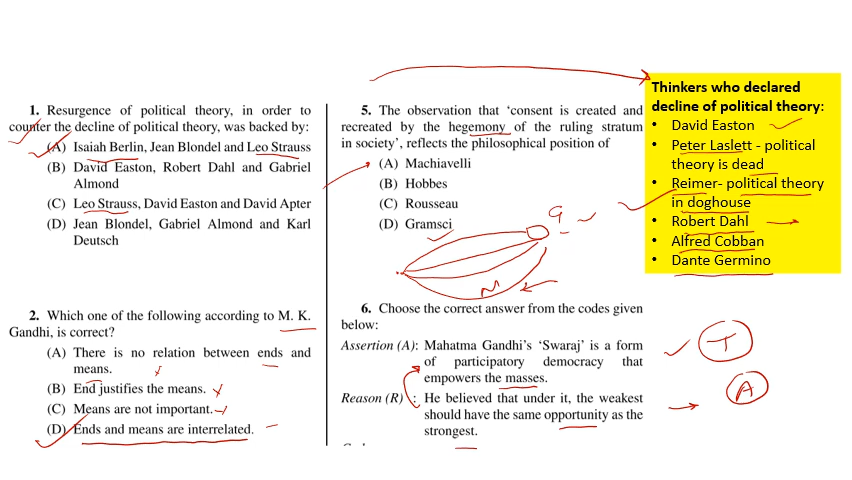 1. Resurgence of political theory, in order to
counter the decline of political theory, was backed by:
(A) Isaiah Berlin, Jean Blondel and Leo Strauss
(B) David Easton, Robert Dahl and Gabriel
Almond
(C) Leo Strauss, David Easton and David Apter
(D) Jean Blondel, Gabriel Almond and Karl
Deutsch
2. Which one of the following according to M. K.
Gandhi, is correct?
(A) There is no relation between ends and
means.
(B) End justifies the means.
(C) Means are not important.
(D) Ends and means are interrelated.
5. The observation that ‘consent is created and
recreated by the hegemony of the ruling stratum
in society’, reflects the philosophical position of
(A) Machiavelli
(B) Hobbes
(C) Rousseau
(D) Gramsci
G
M
6. Choose the correct answer from the codes given
below:
Assertion (A): Mahatma Gandhi’s ‘Swaraj’ is a form
of participatory democracy that
empowers the masses.
Reason (R) : He believed that under it, the weakest
should have the same opportunity as the
strongest.
T
A
Thinkers who declared
decline of political theory:
• David Easton
• Peter Laslett - political
theory is dead
• Reimer- political theory
in doghouse
• Robert Dahl
• Alfred Cobban
• Dante Germino